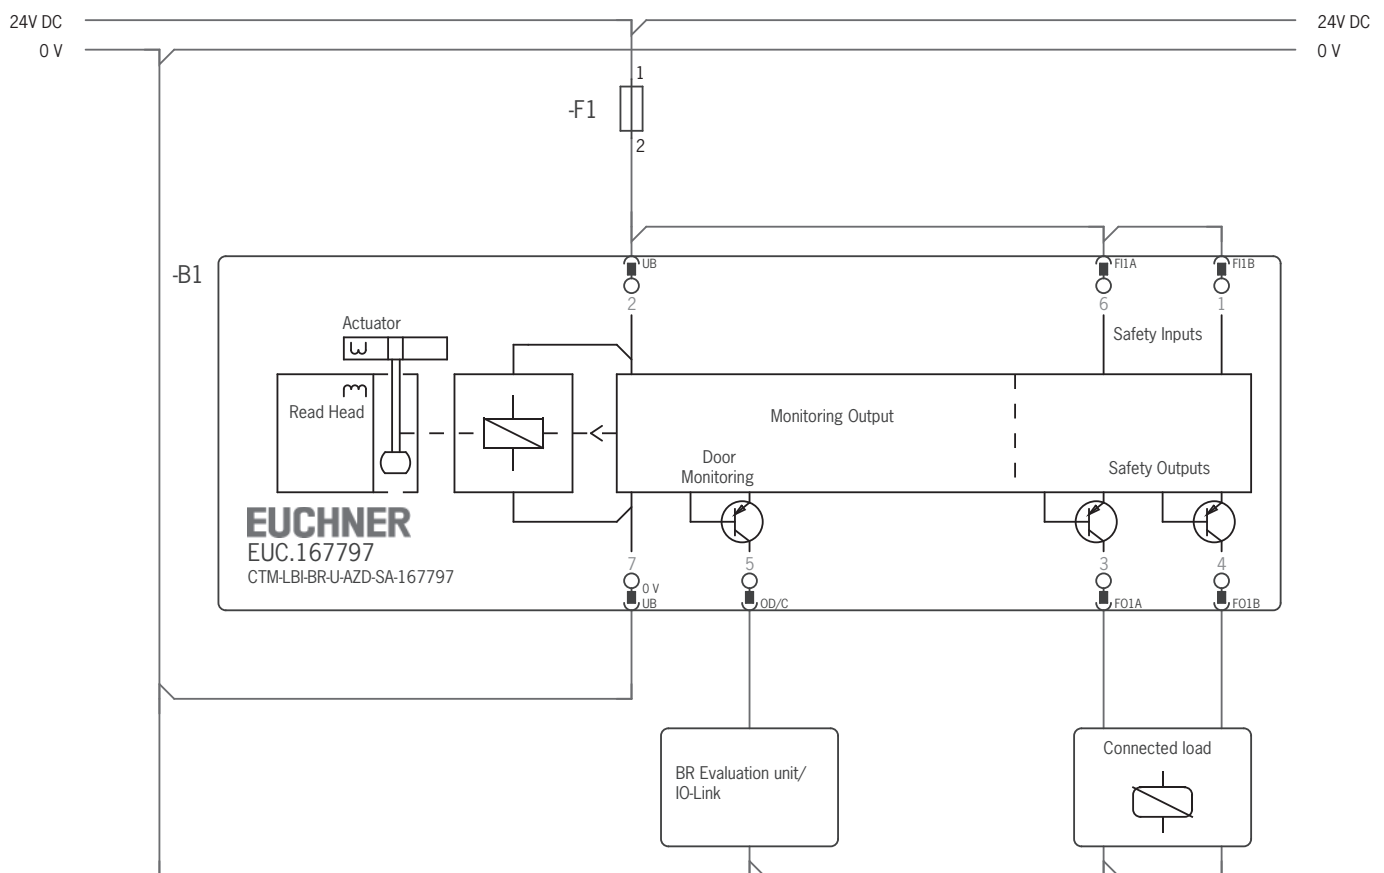 24V DC
24V DC
0 V
0 V
1
-F1
2
-B1
UB
FI1A
FI1B
2
6
1
Actuator
Safety Inputs
Read Head
Monitoring Output
Door
Monitoring
Safety Outputs
EUCHNER
EUC.167797
CTM-LBI-BR-U-AZD-SA-167797
7
5
3
4
0 V
UB
OD/C
FO1A
FO1B
Connected load
BR Evaluation unit/
IO-Link